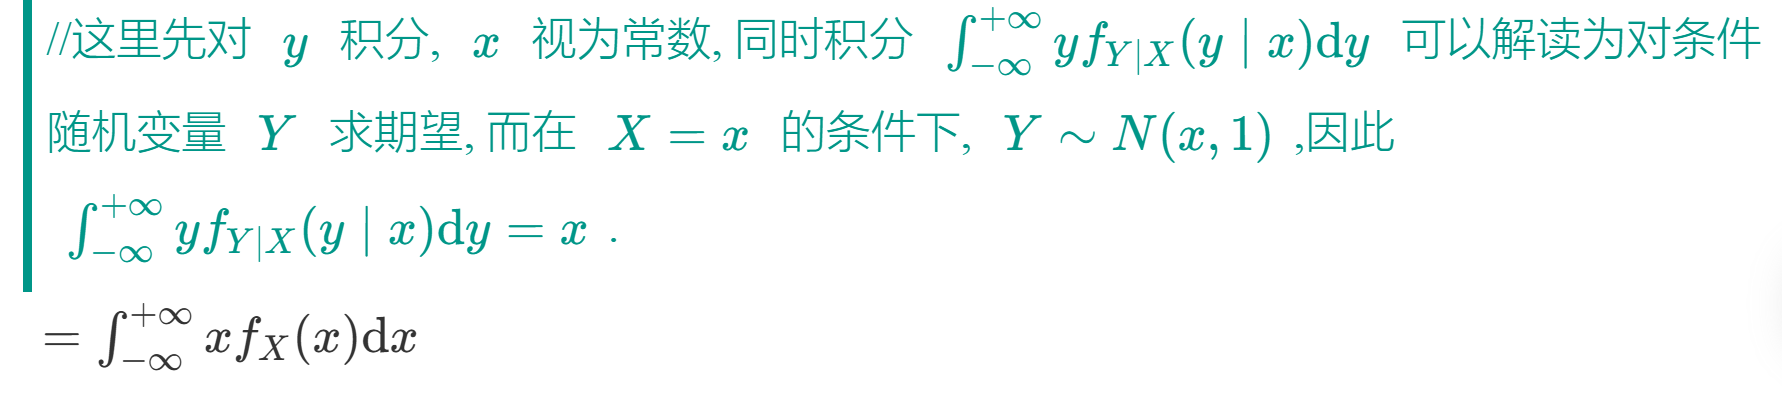 //这里先对 y 积分, x 视为常数, 同时积分 ∫_{-∞}^{+∞} y f_{Y|X}(y | x)dy 可以解读为对条件
随机变量 Y 求期望, 而在 X = x 的条件下, Y ∼ N(x, 1) ,因此
∫_{-∞}^{+∞} y f_{Y|X}(y | x)dy = x .
= ∫_{-∞}^{+∞} x f_X(x)dx